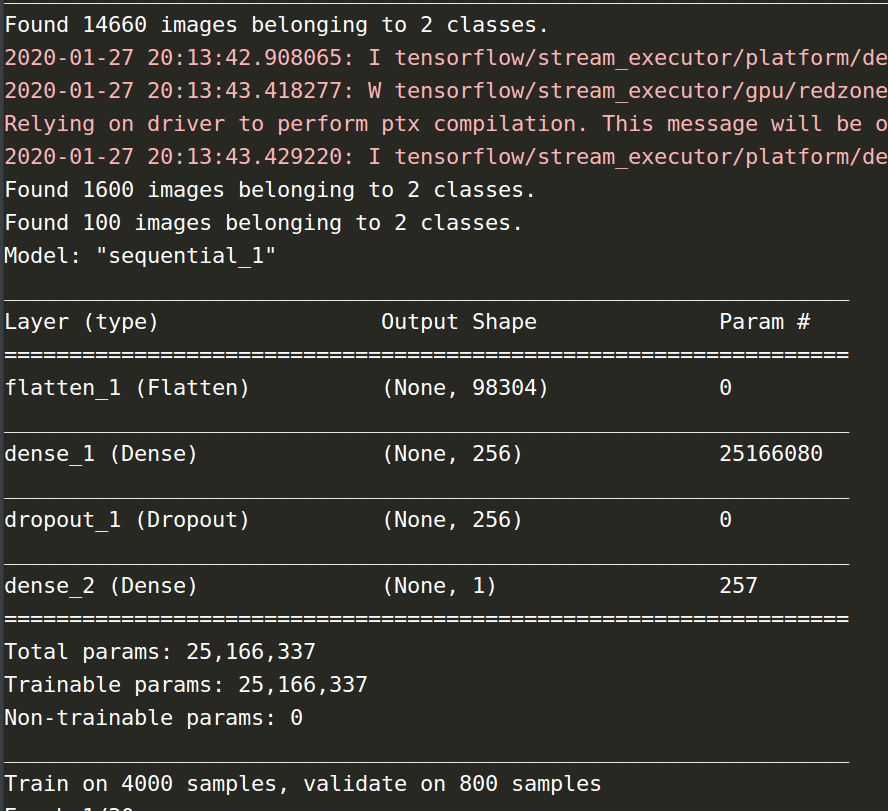 Found 14660 images belonging to 2 classes.
2020-01-27 20:13:42.908065: I tensorflow/stream_executor/platform/de
2020-01-27 20:13:43.418277: W tensorflow/stream_executor/gpu/redzone
Relying on driver to perform ptx compilation. This message will be o
2020-01-27 20:13:43.429220: I tensorflow/stream_executor/platform/de
Found 1600 images belonging to 2 classes.
Found 100 images belonging to 2 classes.
Model: "sequential_1"
_________________________________________________________________
Layer (type)                 Output Shape              Param #
=================================================================
flatten_1 (Flatten)          (None, 98304)             0
_________________________________________________________________
dense_1 (Dense)              (None, 256)               25166080
_________________________________________________________________
dropout_1 (Dropout)          (None, 256)               0
_________________________________________________________________
dense_2 (Dense)              (None, 1)                 257
=================================================================
Total params: 25,166,337
Trainable params: 25,166,337
Non-trainable params: 0
_________________________________________________________________
Train on 4000 samples, validate on 800 samples